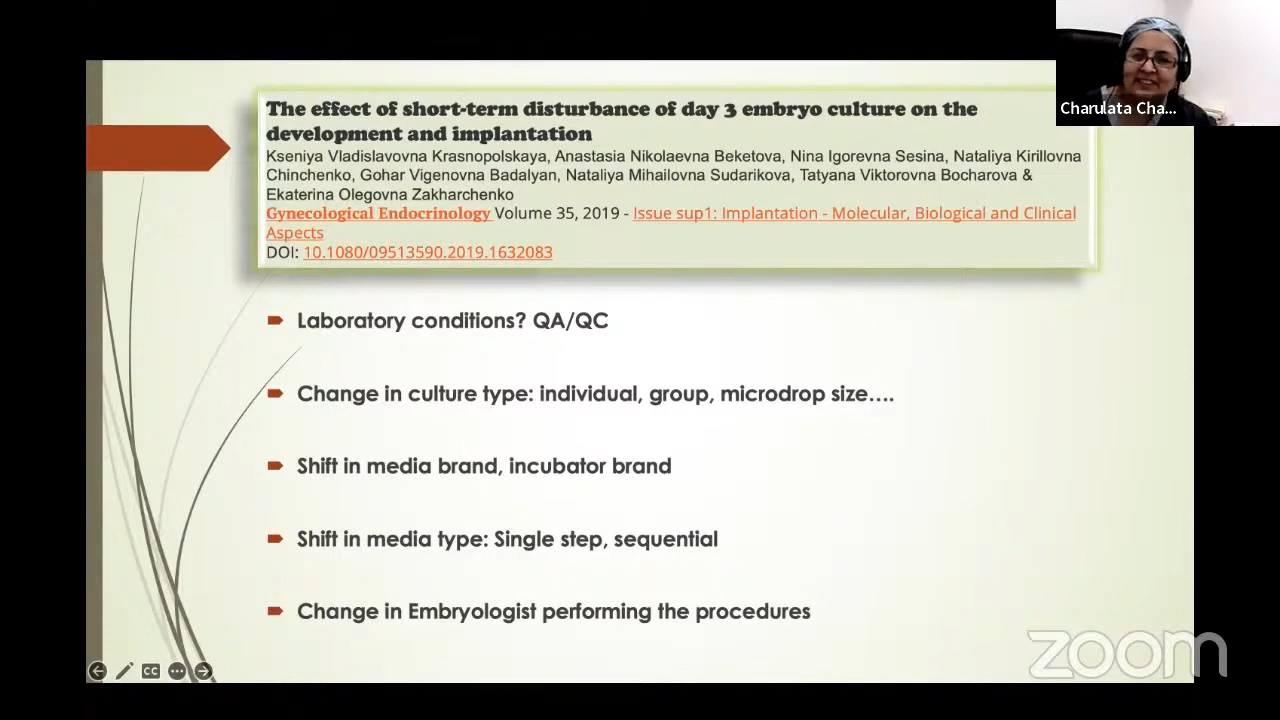 The effect of short-term disturbance of day 3 embryo culture on the
development and implantation
Kseniya Vladislavovna Krasnopolskaya, Anastasia Nikolaevna Beketova, Nina Igorevna Sesina, Nataliya Kirillovna
Chinchenko, Gohar Vigenovna Badalyan, Nataliya Mihailovna Sudarikova, Tatyana Viktorovna Bocharova &
Ekaterina Olegovna Zakharchenko
Gynecological Endocrinology Volume 35, 2019 - Issue sup1: Implantation - Molecular, Biological and Clinical
Aspects
DOI: 10.1080/09513590.2019.1632083
Charulata Cha...
Laboratory conditions? QA/QC
Change in culture type: individual, group, microdrop size....
Shift in media brand, incubator brand
Shift in media type: Single step, sequential
Change in Embryologist performing the procedures
CC
zoom